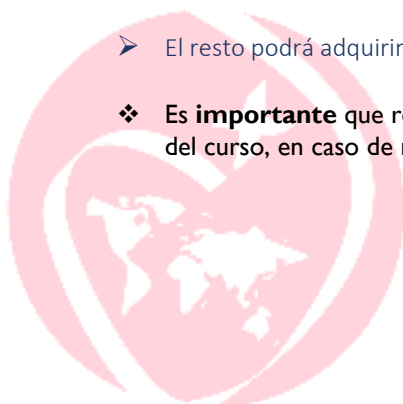 ➢ El resto podrá adquirir
❖ Es importante que
del curso, en caso de